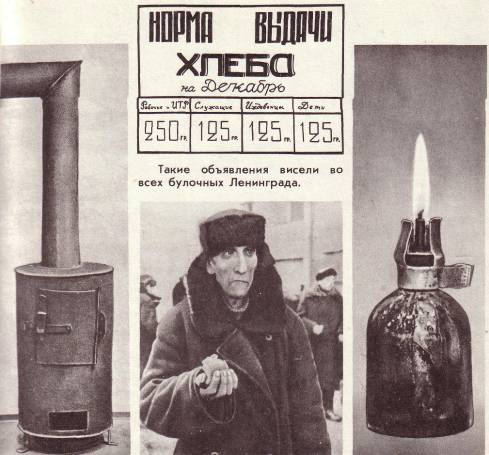 НОРМА ВЫДАЧИ
ХЛЕБА
на Декабрь
Рабочие и ИТР Служащие Иждевенцы Дети
250 гр. 125 гр. 125 гр. 125 гр.
Такие объявления висели во
всех булочных Ленинграда.